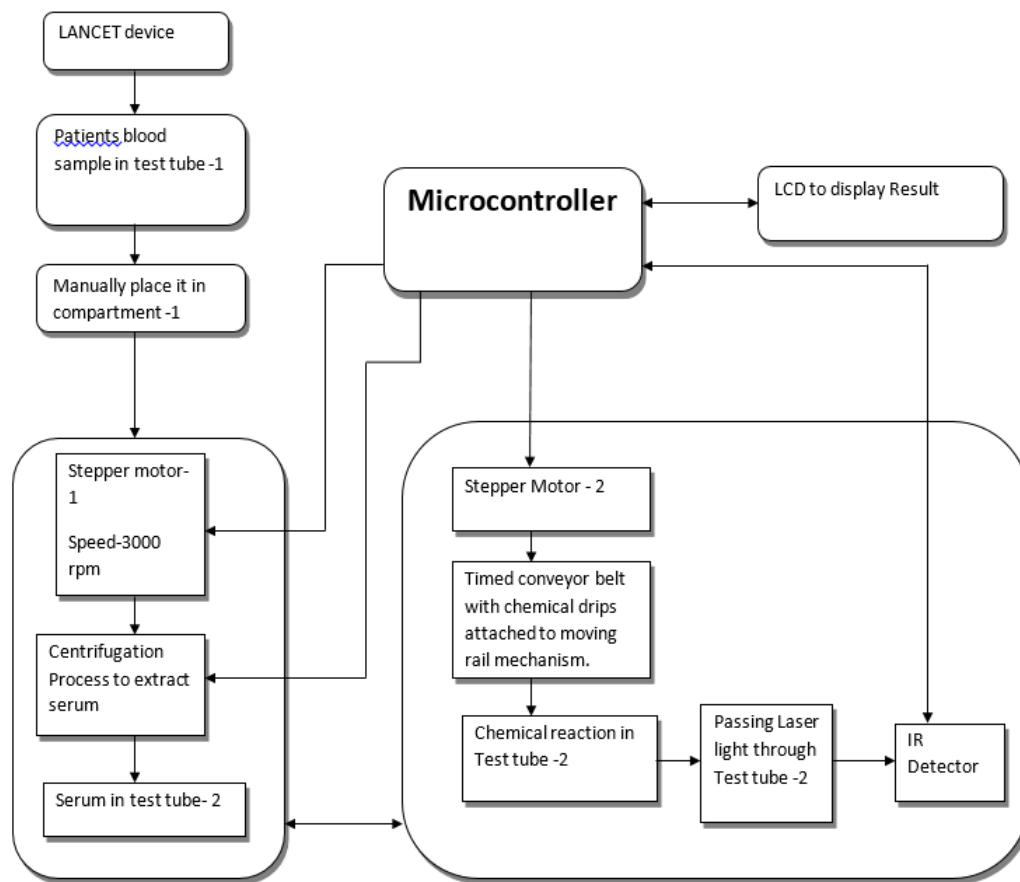 LANCET device
Patients blood
sample in test tube -1
Manually place it in
compartment -1
Microcontroller
LCD to display Result
Stepper motor-
1
Speed-3000
rpm
Centrifugation
Process to extract
serum
Serum in test tube- 2
Stepper Motor - 2
Timed conveyor belt
with chemical drips
attached to moving
rail mechanism.
Chemical reaction in
Test tube -2
Passing Laser
light through
Test tube -2
IR
Detector